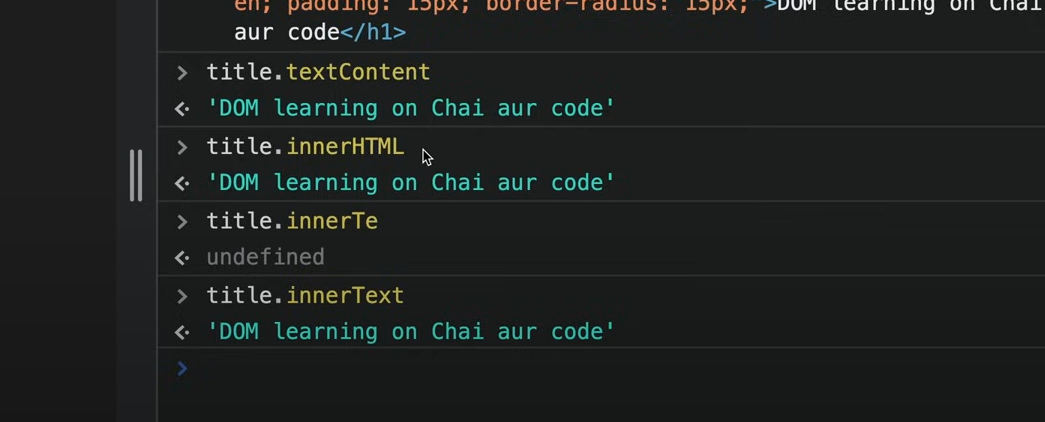 en; padding: 15px; border-radius: 15px;">DOM learning on Chai
aur code</h1>
> title.textContent
<· 'DOM learning on Chai aur code'
> title.innerHTML
<· 'DOM learning on Chai aur code'
> title.innerTe
<· undefined
> title.innerText
<· 'DOM learning on Chai aur code'
>